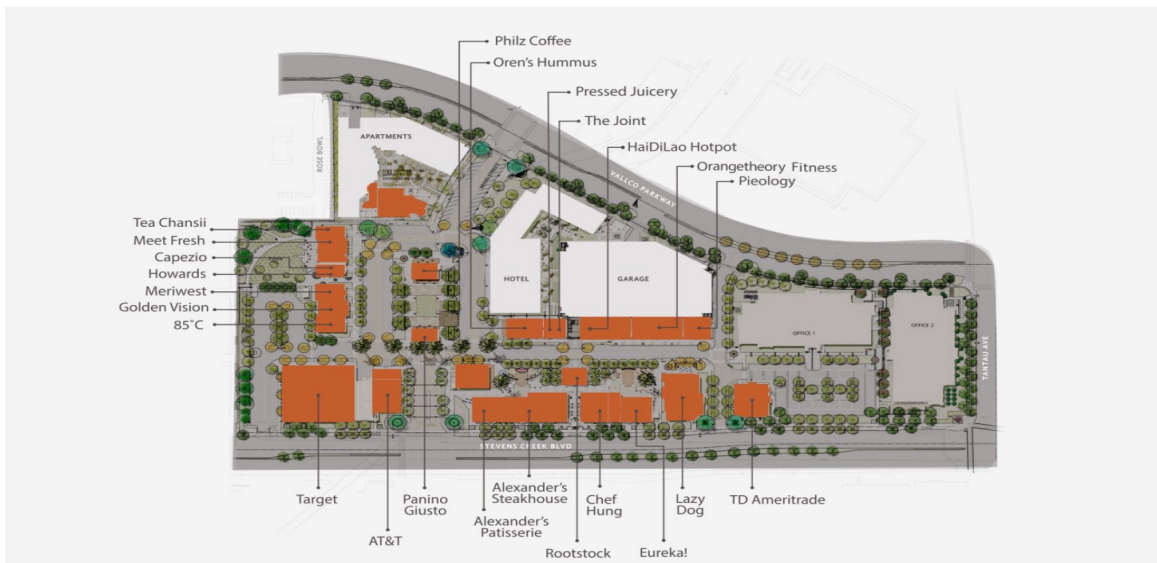 Philz Coffee
Oren's Hummus
Pressed Juicery
The Joint
HaiDiLao Hotpot
Orangetheory Fitness
Pieology
VALLCO PARKWAY
APARTMENTS
ROSE BOWL
Tea Chansii
Meet Fresh
Capezio
Howards
Meriwest
Golden Vision
85°C
HOTEL
GARAGE
OFFICE 1
OFFICE 2
TANTAU AVE
STEVENS CREEK BLVD
Target
AT&T
Panino
Giusto
Alexander's
Steakhouse
Alexander's
Patisserie
Chef
Hung
Rootstock
Eureka!
Lazy
Dog
TD Ameritrade